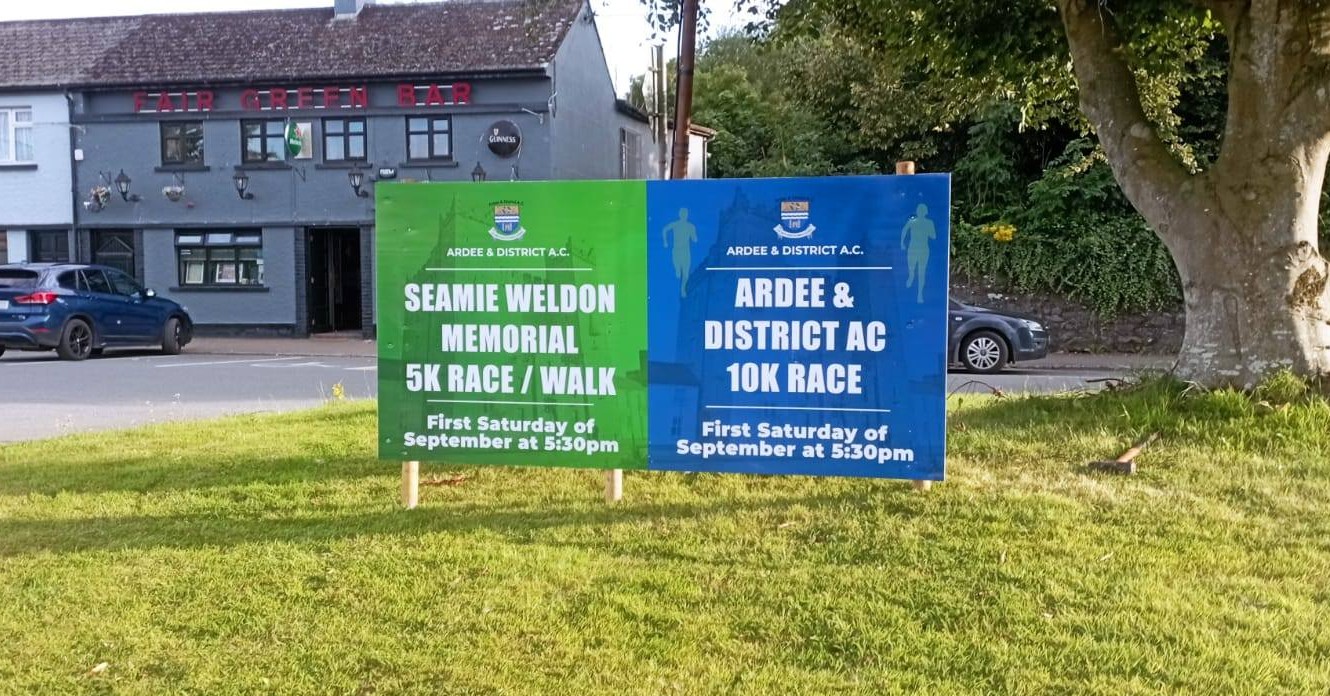 FAIR GREEN BAR
GUINNESS
ARDEE & DISTRICT A.C.
SEAMIE WELDON
MEMORIAL
5K RACE / WALK
First Saturday of
September at 5:30pm
ARDEE & DISTRICT A.C.
ARDEE &
DISTRICT AC
10K RACE
First Saturday of
September at 5:30pm